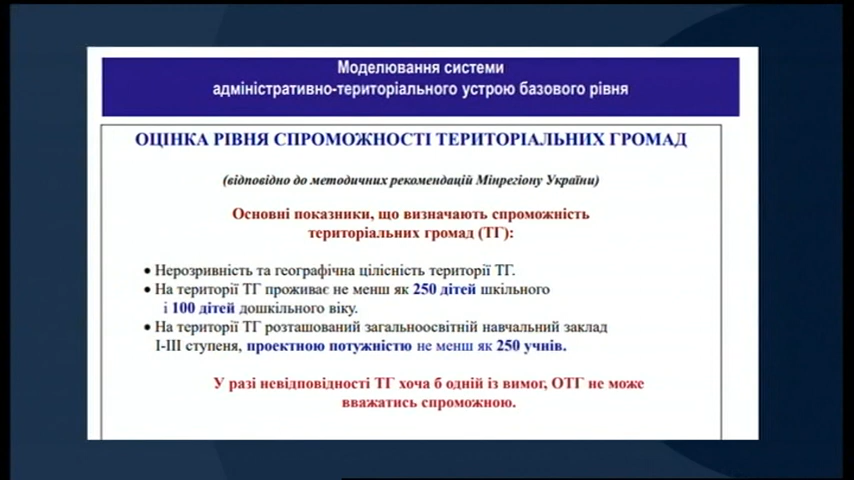 Моделювання системи
адміністративно-територіального устрою базового рівня
ОЦІНКА РІВНЯ СПРОМОЖНОСТІ ТЕРИТОРІАЛЬНИХ ГРОМАД
(відповідно до методичних рекомендацій Мінрегіону України)
Основні показники, що визначають спроможність
територіальних громад (ТГ):
• Нерозривність та географічна цілісність території ТГ.
• На території ТГ проживає не менш як 250 дітей шкільного
і 100 дітей дошкільного віку.
• На території ТГ розташований загальноосвітній навчальний заклад
І-ІІІ ступеня, проектною потужністю не менш як 250 учнів.
У разі невідповідності ТГ хоча б одній із вимог, ОТГ не може
вважатись спроможною.